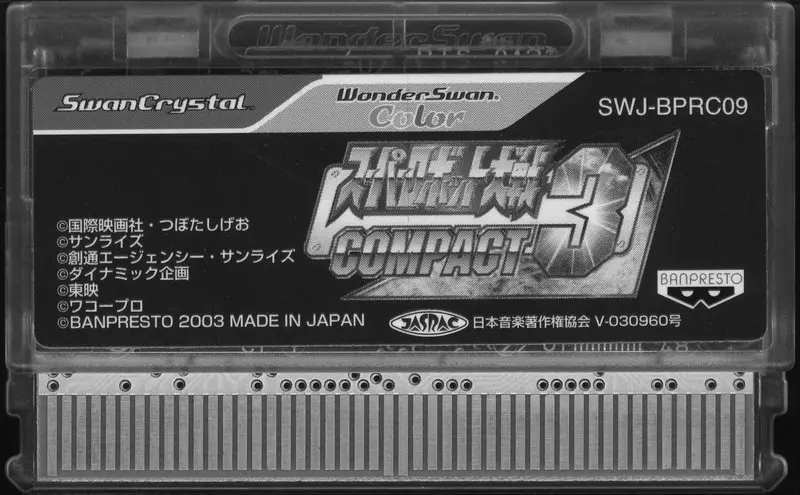 WonderSwan
SwanCrystal™
WonderSwan®
Color
SWJ-BPRC09
スーパーロボット大戦
COMPACT 3
©国際映画社・つぼたしげお
©サンライズ
©創通エージェンシー・サンライズ
©ダイナミック企画
©東映
©ワコープロ
©BANPRESTO 2003 MADE IN JAPAN
BANPRESTO
JASRAC
日本音楽著作権協会 V-030960号